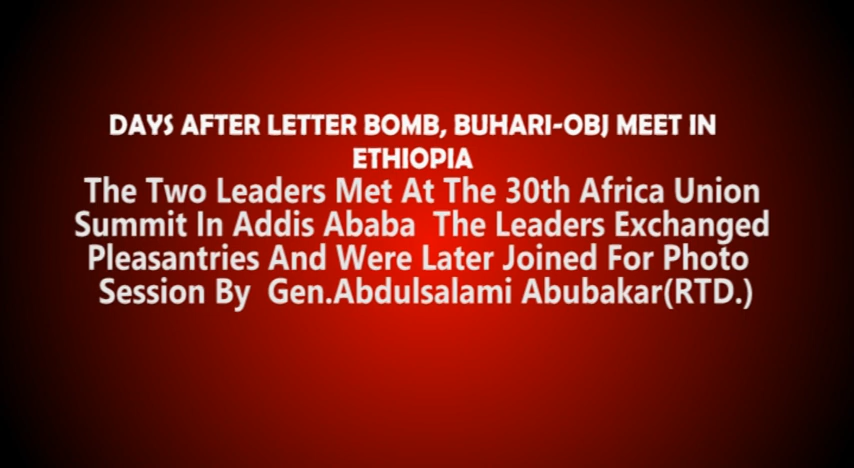 DAYS AFTER LETTER BOMB, BUHARI-OBJ MEET IN
ETHIOPIA
The Two Leaders Met At The 30th Africa Union
Summit In Addis Ababa The Leaders Exchanged
Pleasantries And Were Later Joined For Photo
Session By Gen.Abdulsalami Abubakar(RTD.)